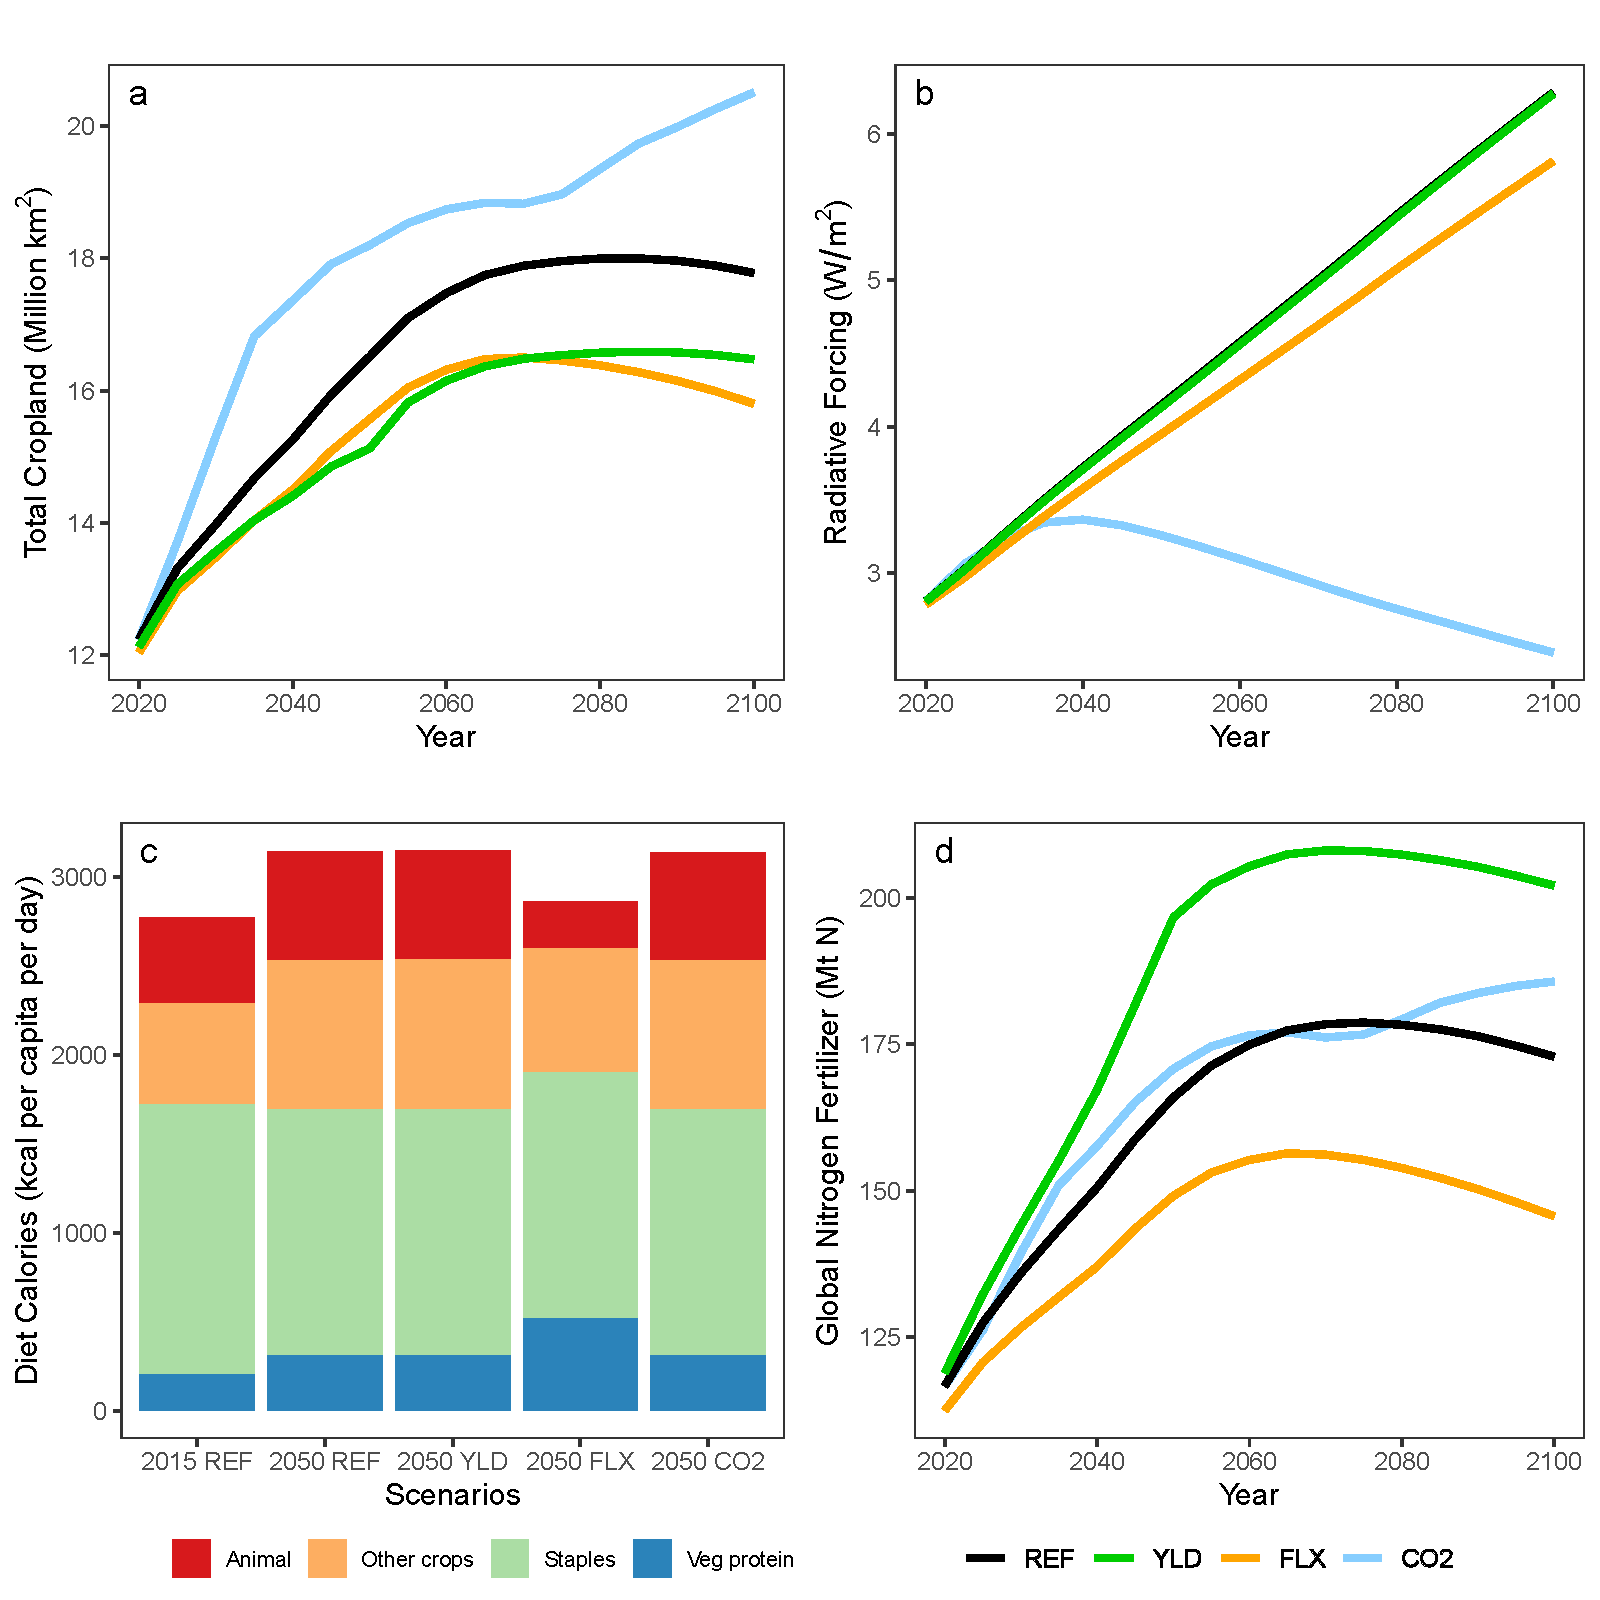 a
20
18
16
14
12
Total Cropland (Million km²)
2020 2040 2060 2080 2100
Year
b
6
5
4
3
Radiative Forcing (W/m²)
2020 2040 2060 2080 2100
Year
c
3000
2000
1000
0
Diet Calories (kcal per capita per day)
2015 REF 2050 REF 2050 YLD 2050 FLX 2050 CO2
Scenarios
Animal Other crops Staples Veg protein
d
200
175
150
125
Global Nitrogen Fertilizer (Mt N)
2020 2040 2060 2080 2100
Year
REF YLD FLX CO2